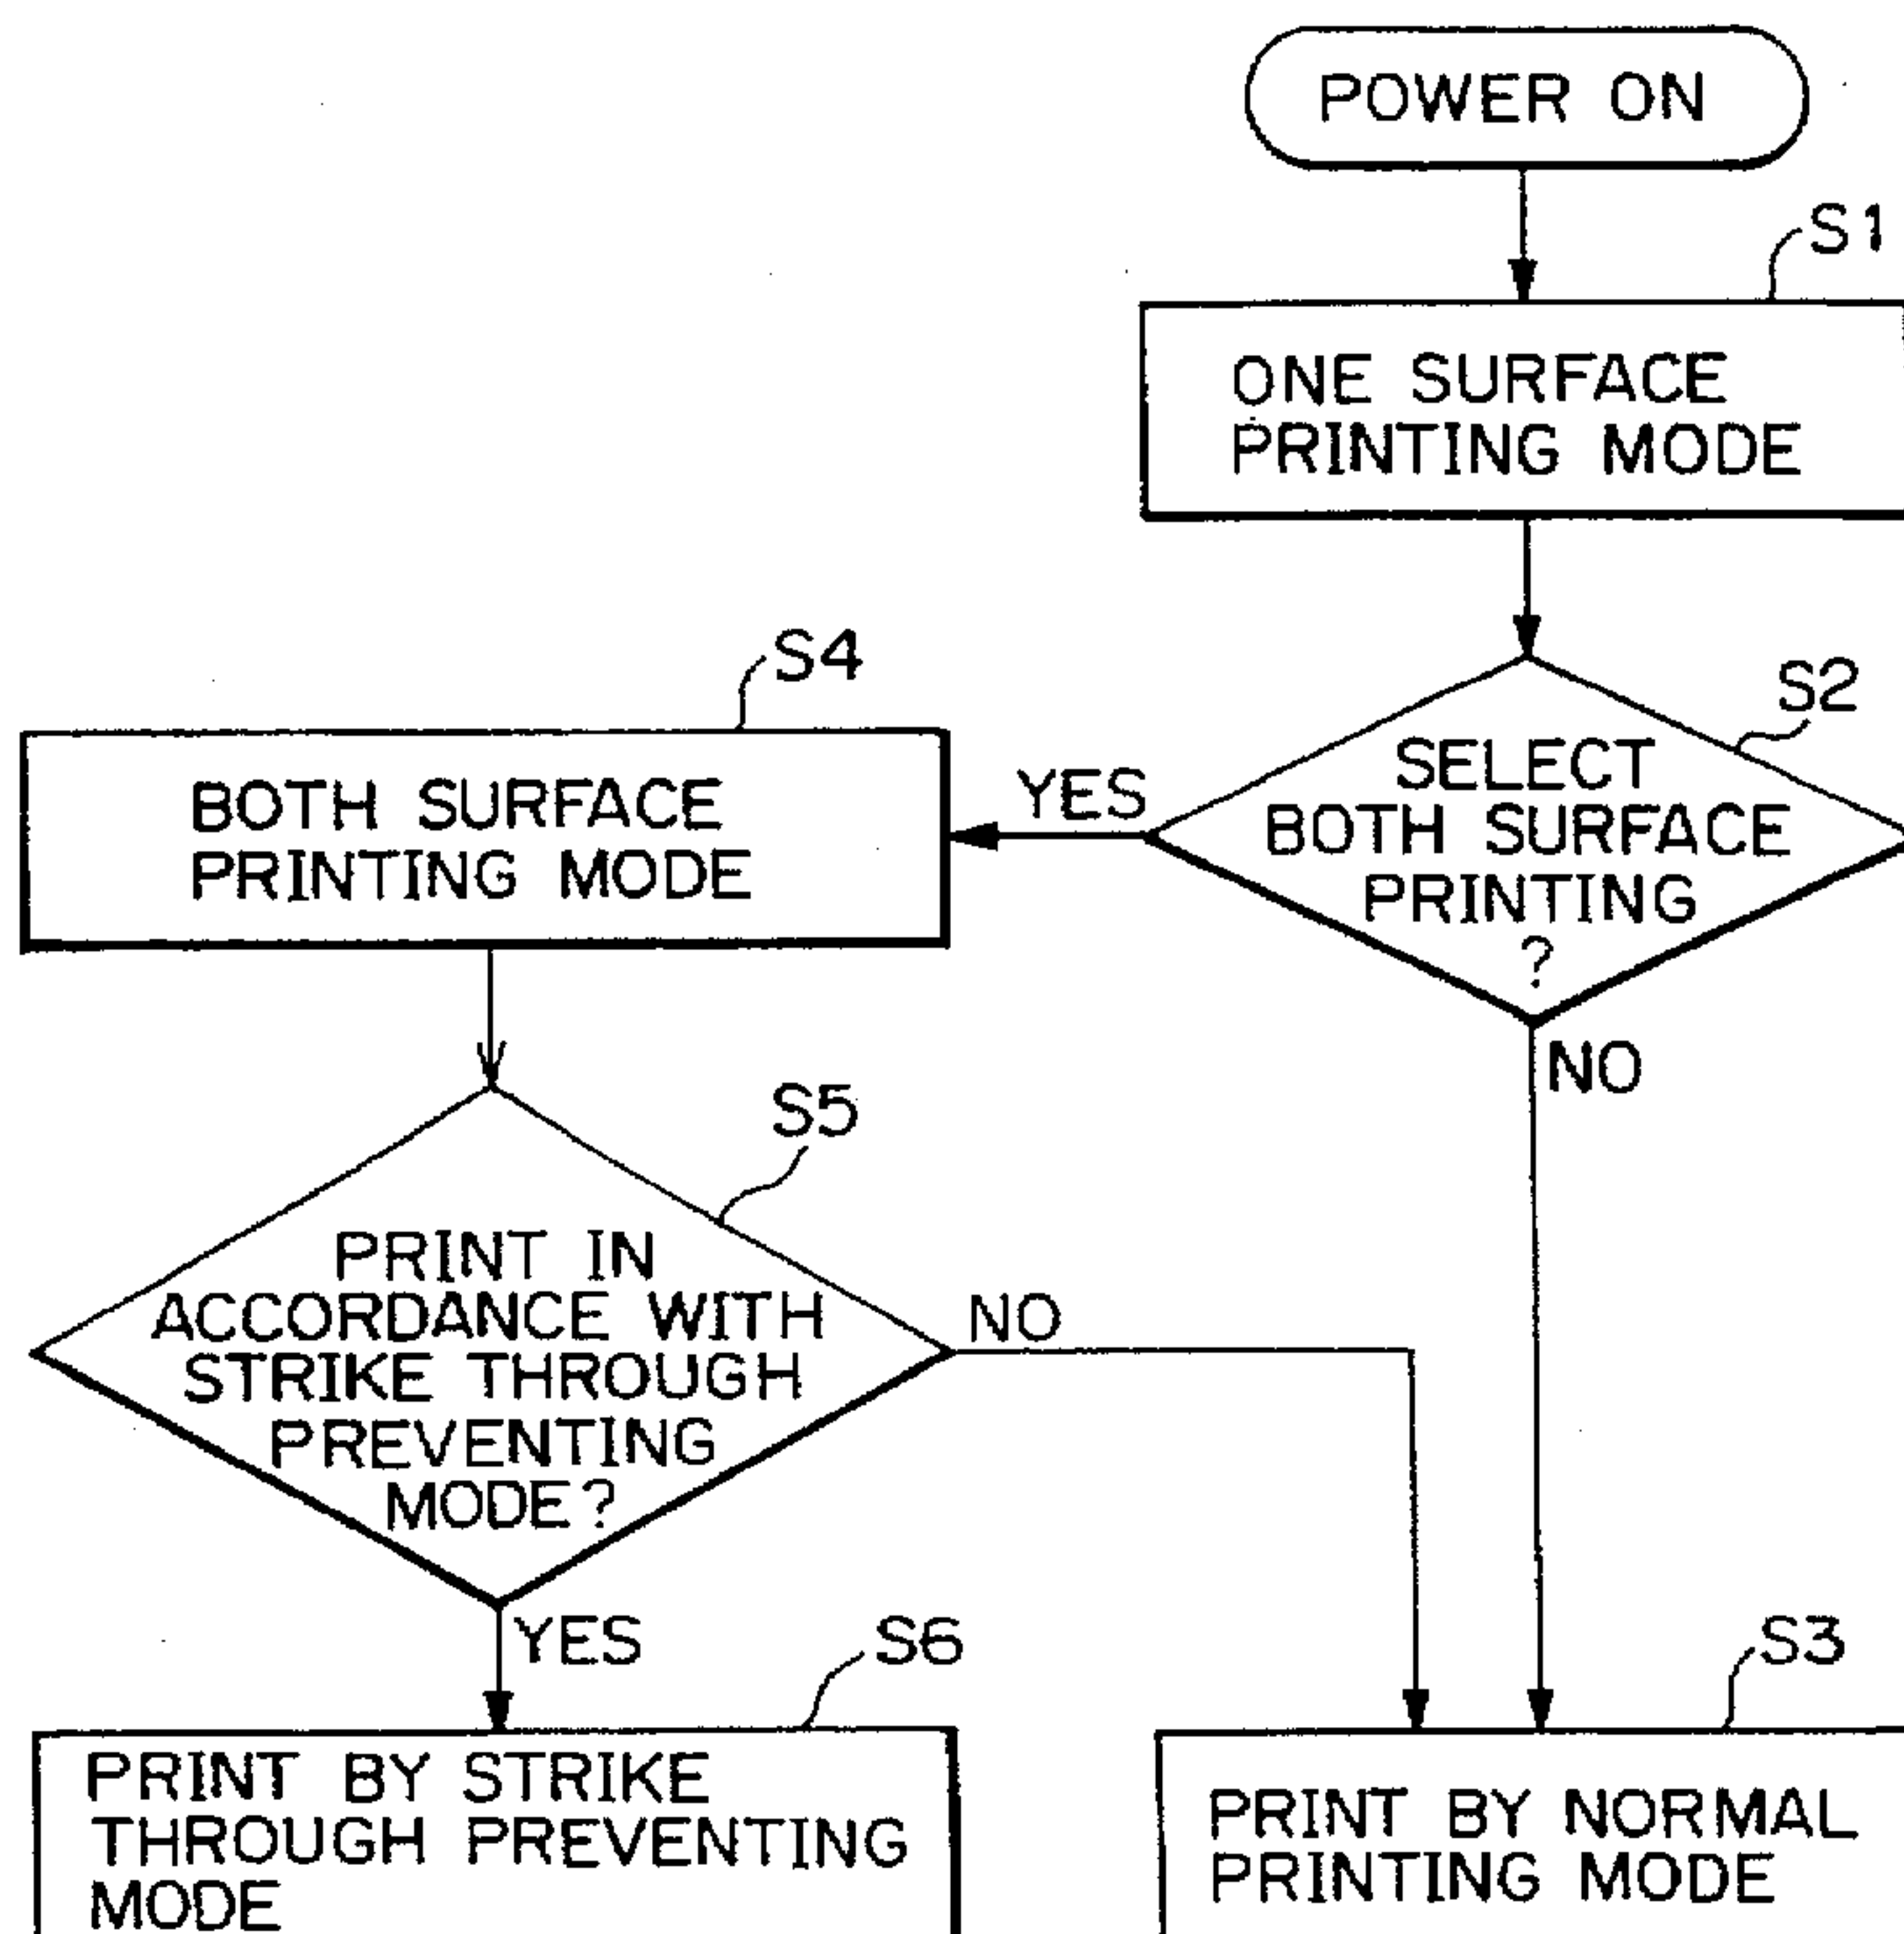 POWER ON
S1
ONE SURFACE
PRINTING MODE
S2
SELECT
BOTH SURFACE
PRINTING
?
YES
NO
S4
BOTH SURFACE
PRINTING MODE
S5
PRINT IN
ACCORDANCE WITH
STRIKE THROUGH
PREVENTING
MODE?
NO
YES
S6
PRINT BY STRIKE
THROUGH PREVENTING
MODE
S3
PRINT BY NORMAL
PRINTING MODE